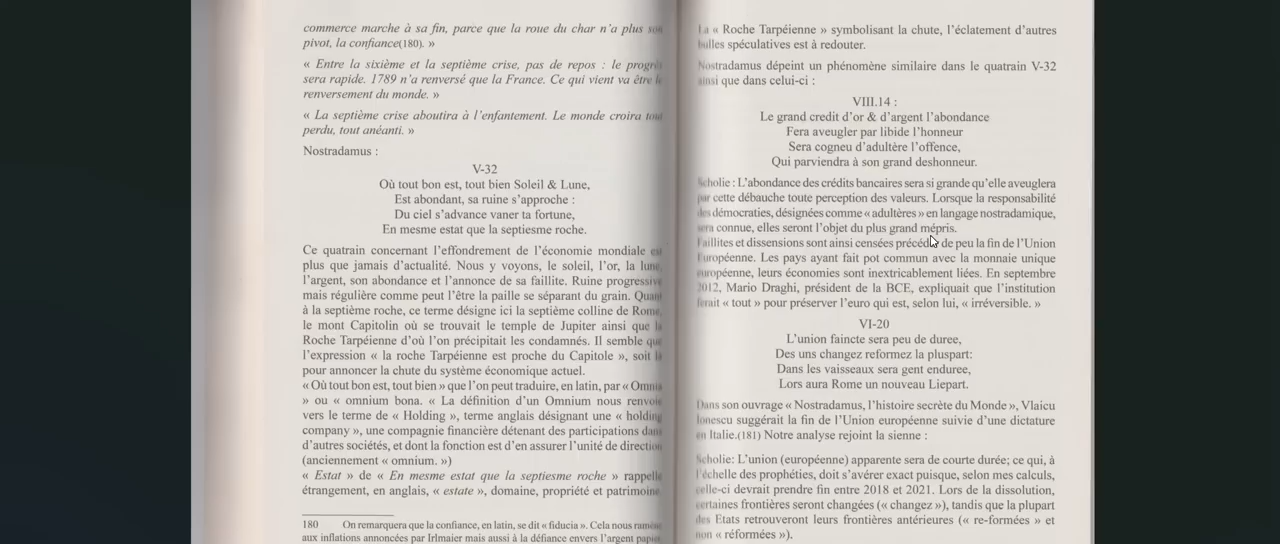 commerce marche à sa fin, parce que la roue du char n'a plus son
pivot, la confiance(180). »
« Entre la sixième et la septième crise, pas de repos : le progrès
sera rapide. 1789 n'a renversé que la France. Ce qui vient va être le
renversement du monde. »
« La septième crise aboutira à l'enfantement. Le monde croira tout
perdu, tout anéanti. »
Nostradamus :
V-32
Où tout bon est, tout bien Soleil & Lune,
Est abondant, sa ruine s'approche :
Du ciel s'advance vaner ta fortune,
En mesme estat que la septiesme roche.
Ce quatrain concernant l'effondrement de l'économie mondiale est
plus que jamais d'actualité. Nous y voyons, le soleil, l'or, la lune,
l'argent, son abondance et l'annonce de sa faillite. Ruine progressive
mais régulière comme peut l'être la paille se séparant du grain. Quant
à la septième roche, ce terme désigne ici la septième colline de Rome,
le mont Capitolin où se trouvait le temple de Jupiter ainsi que la
Roche Tarpéienne d'où l'on précipitait les condamnés. Il semble que
l'expression « la roche Tarpéienne est proche du Capitole », soit là
pour annoncer la chute du système économique actuel.
« Où tout bon est, tout bien » que l'on peut traduire, en latin, par « Omnia
» ou « omnium bona. « La définition d'un Omnium nous renvoie
vers le terme de « Holding », terme anglais désignant une « holding
company », une compagnie financière détenant des participations dans
d'autres sociétés, et dont la fonction est d'en assurer l'unité de direction
(anciennement « omnium. »)
« Estat » de « En mesme estat que la septiesme roche » rappelle
étrangement, en anglais, « estate », domaine, propriété et patrimoine.
180 On remarquera que la confiance, en latin, se dit « fiducia ». Cela nous ramène
aux inflations annoncées par Irlmaier mais aussi à la défiance envers l'argent papier
La « Roche Tarpéienne » symbolisant la chute, l'éclatement d'autres
bulles spéculatives est à redouter.
Nostradamus dépeint un phénomène similaire dans le quatrain V-32
ainsi que dans celui-ci :
VIII.14 :
Le grand credit d'or & d'argent l'abondance
Fera aveugler par libide l'honneur
Sera cogneu d'adultère l'offence,
Qui parviendra à son grand deshonneur.
Scholie : L'abondance des crédits bancaires sera si grande qu'elle aveuglera
par cette débauche toute perception des valeurs. Lorsque la responsabilité
des démocraties, désignées comme « adultères » en langage nostradamique,
sera connue, elles seront l'objet du plus grand mépris.
Faillites et dissensions sont ainsi censées précéder de peu la fin de l'Union
Européenne. Les pays ayant fait pot commun avec la monnaie unique
européenne, leurs économies sont inextricablement liées. En septembre
2012, Mario Draghi, président de la BCE, expliquait que l'institution
ferait « tout » pour préserver l'euro qui est, selon lui, « irréversible. »
VI-20
L'union faincte sera peu de duree,
Des uns changez reformez la pluspart:
Dans les vaisseaux sera gent enduree,
Lors aura Rome un nouveau Liepart.
Dans son ouvrage « Nostradamus, l'histoire secrète du Monde », Vlaicu
Ionescu suggérait la fin de l'Union européenne suivie d'une dictature
en Italie.(181) Notre analyse rejoint la sienne :
Scholie: L'union (européenne) apparente sera de courte durée; ce qui, à
l'échelle des prophéties, doit s'avérer exact puisque, selon mes calculs,
celle-ci devrait prendre fin entre 2018 et 2021. Lors de la dissolution,
certaines frontières seront changées (« changez »), tandis que la plupart
des Etats retrouveront leurs frontières antérieures (« re-formées » et
non « réformées »).